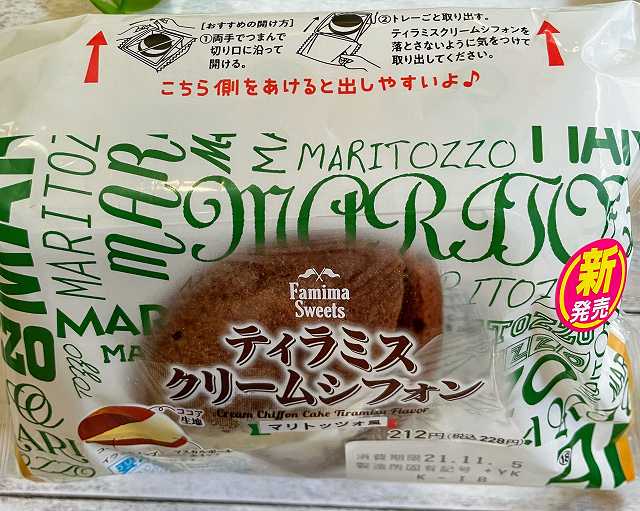 [おすすめの開け方]
①両手でつまんで
切り口に沿って
開ける。
②トレーごと取り出す。
ティラミスクリームシフォンを
落とさないように気をつけて
取り出してください。
こちら側をあけると出しやすいよ♪
MARITOZZO
MARITOZ
MAR
MARITOZZO
新
発売
Famima
Sweets
ティラミス
クリームシフォン
Cream Chiffon Cake Tiramisu Flavor
マリトッツォ風
212円(税込228円)
ココア
生地
消費期限21.11.5
製造所固有記号+YK
K-18